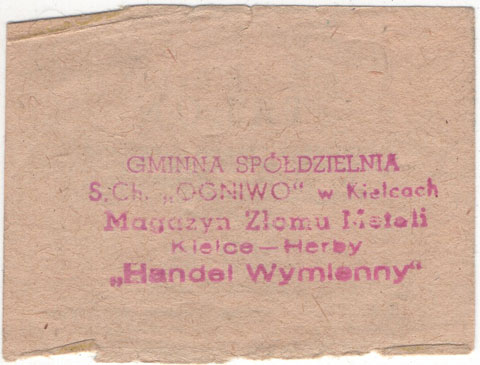 GMINNA SPÓŁDZIELNIA
S. Ch. „OGNIWO" w Kielcach
Magazyn Złomu Metali
Kielce — Herby
„Handel Wymienny"